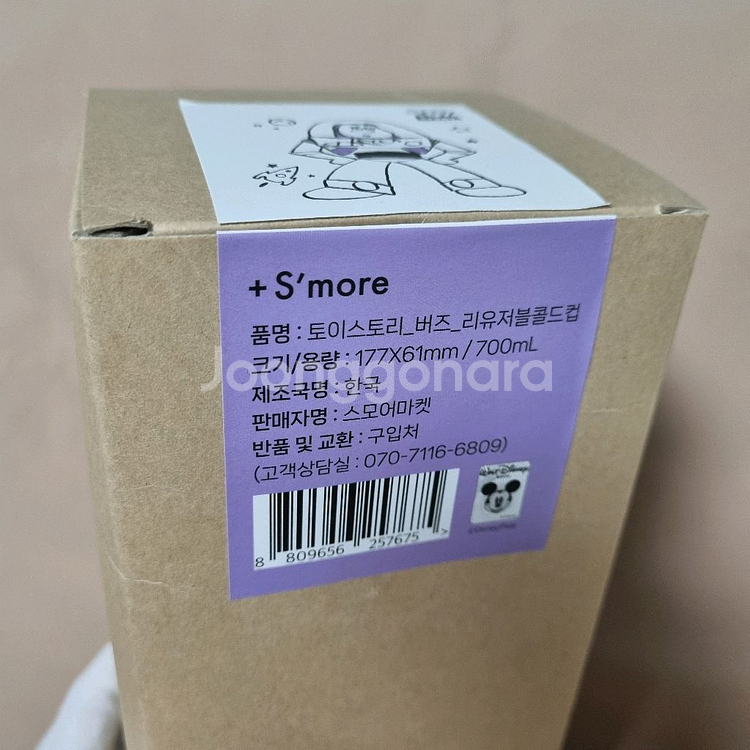 + S'more
품명 : 토이스토리_버즈_리유저블콜드컵
크기/용량 : 177X61mm / 700mL
제조국명 : 한국
판매자명 : 스모어마켓
반품 및 교환 : 구입처
(고객상담실 : 070-7116-6809)
8 809656 257675 >
WALT DISNEY
Joonggonara